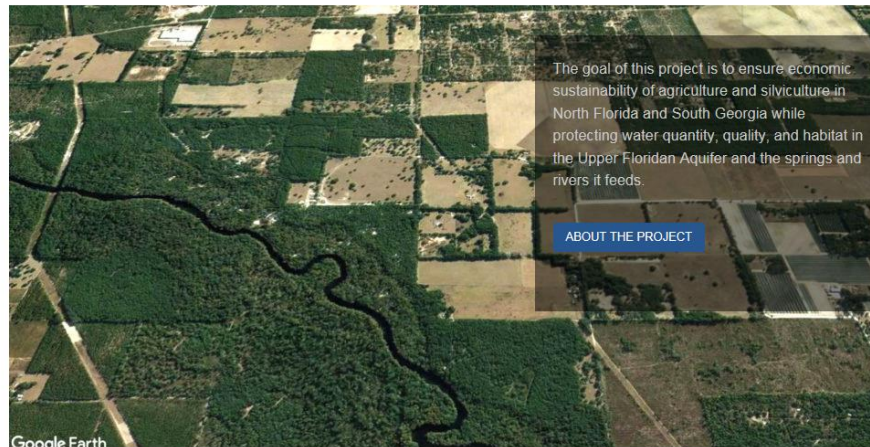 The goal of this project is to ensure economic
sustainability of agriculture and silviculture in
North Florida and South Georgia while
protecting water quantity, quality, and habitat in
the Upper Floridan Aquifer and the springs and
rivers it feeds.
ABOUT THE PROJECT
Google Earth